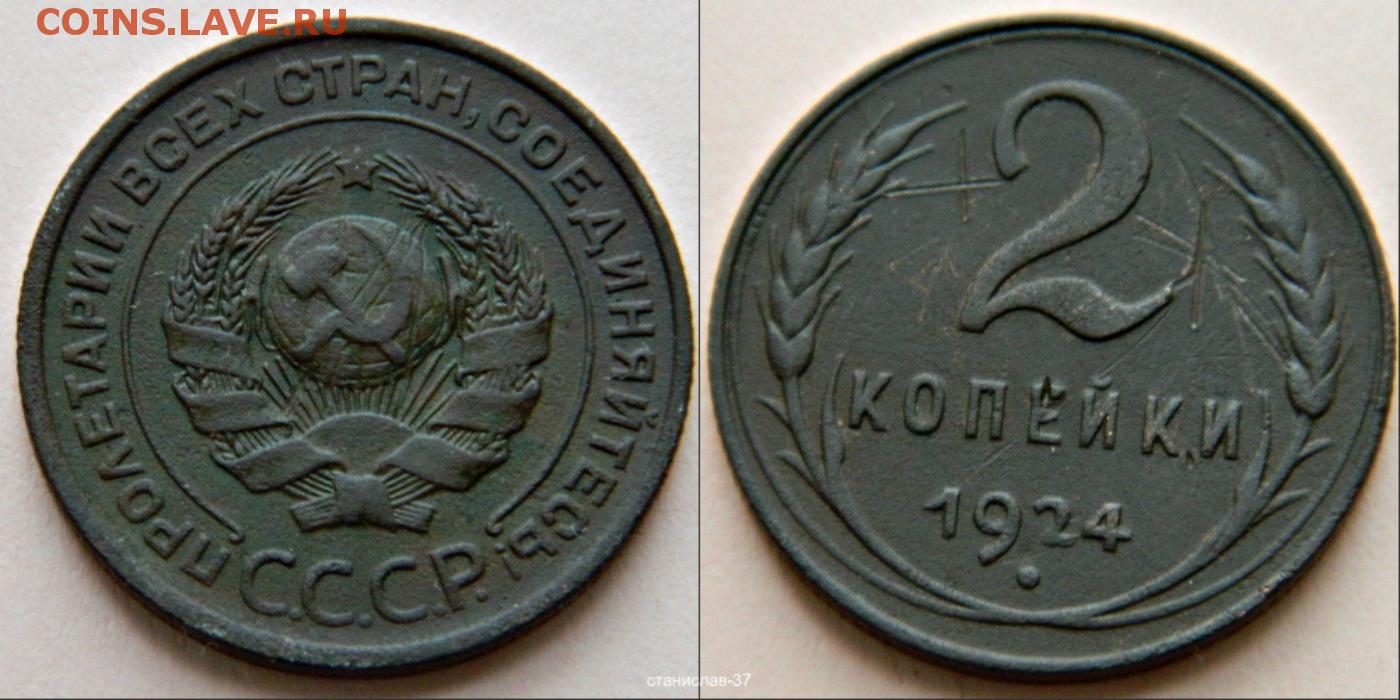 COINS.LAVE.RU
ПРОЛЕТАРИИ ВСЕХ СТРАН, СОЕДИНЯЙТЕСЬ!
С.С.С.Р.
2
КОПЕЙКИ
1924
станислав-37